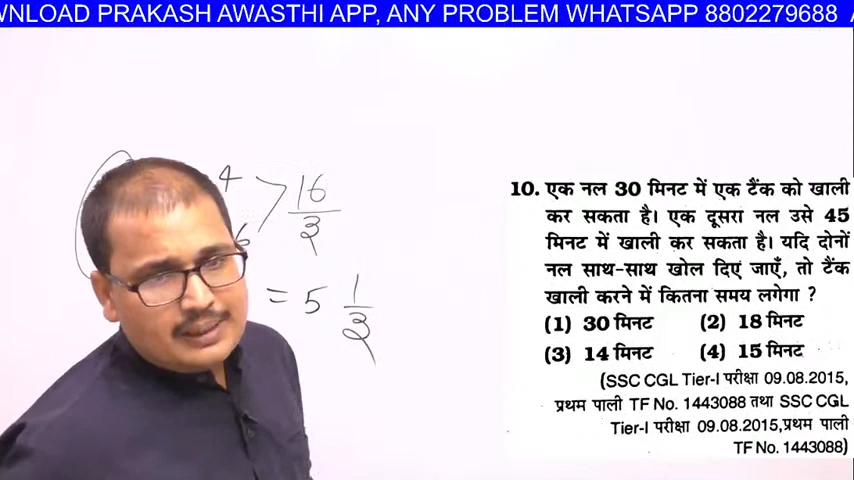 WNLOAD PRAKASH AWASTHI APP, ANY PROBLEM WHATSAPP 8802279688
4
16
3
6
= 5 1
3
10. एक नल 30 मिनट में एक टैंक को खाली
कर सकता है। एक दूसरा नल उसे 45
मिनट में खाली कर सकता है। यदि दोनों
नल साथ-साथ खोल दिए जाएँ, तो टैंक
खाली करने में कितना समय लगेगा ?
(1) 30 मिनट (2) 18 मिनट
(3) 14 मिनट (4) 15 मिनट
(SSC CGL Tier-I परीक्षा 09.08.2015,
प्रथम पाली TF No. 1443088 तथा SSC CGL
Tier-I परीक्षा 09.08.2015,प्रथम पाली
TF No. 1443088)